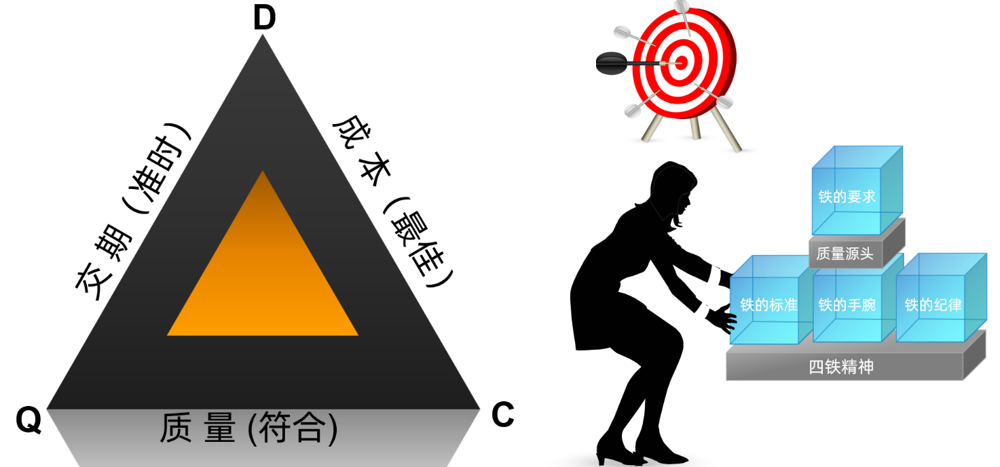 D
交期（准时）
成本（最佳）
Q
质量(符合)
C
铁的要求
质量源头
铁的标准
铁的手腕
铁的纪律
四铁精神